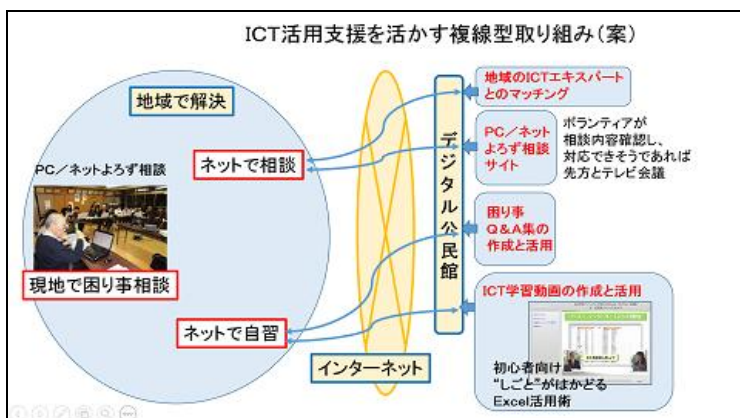 ICT活用支援を活かす複線型取り組み（案）
地域で解決
PC／ネットよろず相談
現地で困り事相談
ネットで相談
ネットで自習
インターネット
デジタル公民館
地域のICTエキスパート
とのマッチング
PC／ネット
よろず相談
サイト
ボランティアが
相談内容確認し、
対応できそうであれば
先方とテレビ会議
困り事
Q＆A集の
作成と活用
ICT学習動画の作成と活用
初心者向け
“しごと”がはかどる
Excel活用術